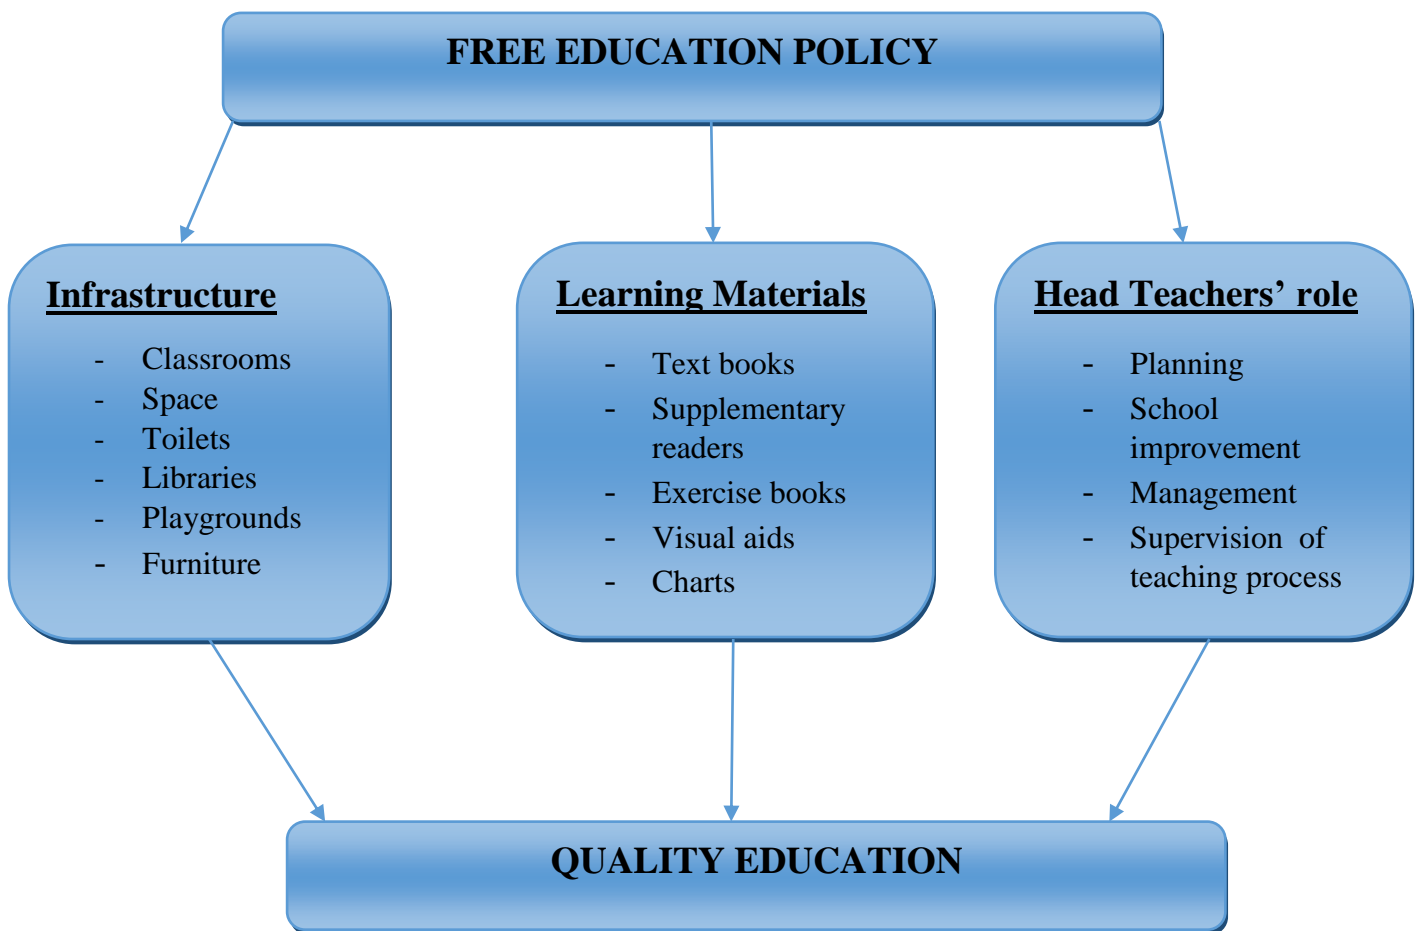 FREE EDUCATION POLICY
Infrastructure
- Classrooms
- Space
- Toilets
- Libraries
- Playgrounds
- Furniture
Learning Materials
- Text books
- Supplementary
readers
- Exercise books
- Visual aids
- Charts
Head Teachers’ role
- Planning
- School
improvement
- Management
- Supervision of
teaching process
QUALITY EDUCATION